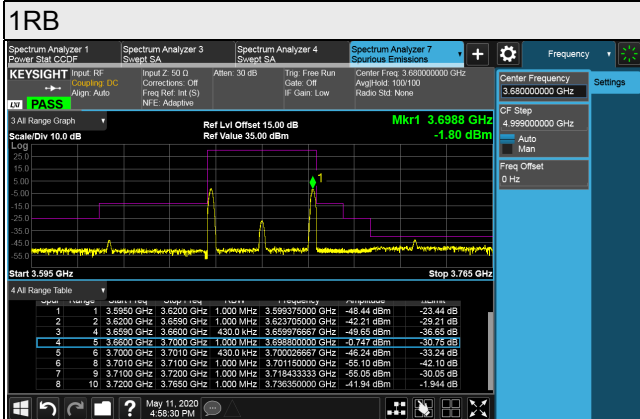 1RB
Spectrum Analyzer 1 Spectrum Analyzer 3 Spectrum Analyzer 4 Spectrum Analyzer 7 Frequency
Power Stat CCDF Swept SA Swept SA Spurious Emissions
KEYSIGHT Input: RF Input Z: 50 Ω Atten: 30 dB Trig: Free Run Center Freq: 3.680000000 GHz
Coupling: DC Corrections: Off Gate: Off Avg|Hold: 100/100
Align: Auto Freq Ref: Int (S) IF Gain: Low Radio Std: None
NFE: Adaptive
LXI PASS
Center Frequency
3.680000000 GHz
Settings
CF Step
4.999000000 GHz
Auto
Man
Freq Offset
0 Hz
3 All Range Graph
Ref Lvl Offset 15.00 dB Mkr1 3.6988 GHz
Scale/Div 10.0 dB Ref Value 35.00 dBm -1.80 dBm
Log
25.0
15.0
5.00
-5.00
-15.0
-25.0
-35.0
-45.0
-55.0
1
Start 3.595 GHz Stop 3.765 GHz
4 All Range Table
Spur Range Start Freq Stop Freq RBW Frequency Amplitude ΔLimit
1 1 3.5950 GHz 3.6200 GHz 1.000 MHz 3.599375000 GHz -48.44 dBm -23.44 dB
2 2 3.6200 GHz 3.6590 GHz 1.000 MHz 3.623705000 GHz -42.21 dBm -29.21 dB
3 4 3.6590 GHz 3.6600 GHz 430.0 kHz 3.659976667 GHz -49.65 dBm -36.65 dB
4 5 3.6600 GHz 3.7000 GHz 1.000 MHz 3.698800000 GHz -0.747 dBm -30.75 dB
5 6 3.7000 GHz 3.7010 GHz 430.0 kHz 3.700026667 GHz -46.24 dBm -33.24 dB
6 8 3.7010 GHz 3.7100 GHz 1.000 MHz 3.701150000 GHz -55.10 dBm -42.10 dB
7 9 3.7100 GHz 3.7200 GHz 1.000 MHz 3.718433333 GHz -55.05 dBm -30.05 dB
8 10 3.7200 GHz 3.7650 GHz 1.000 MHz 3.736350000 GHz -41.94 dBm -1.944 dB
May 11, 2020
4:58:30 PM